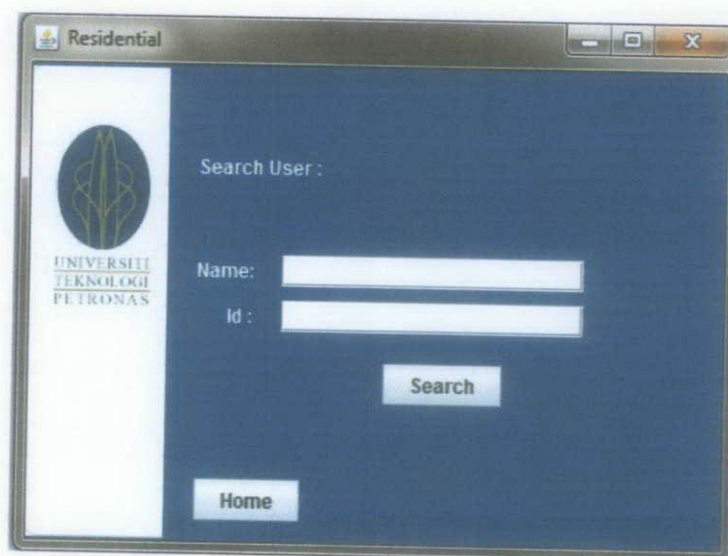 Residential
Search User :
UNIVERSITI
TEKNOLOGI
PETRONAS
Name:
Id :
Search
Home